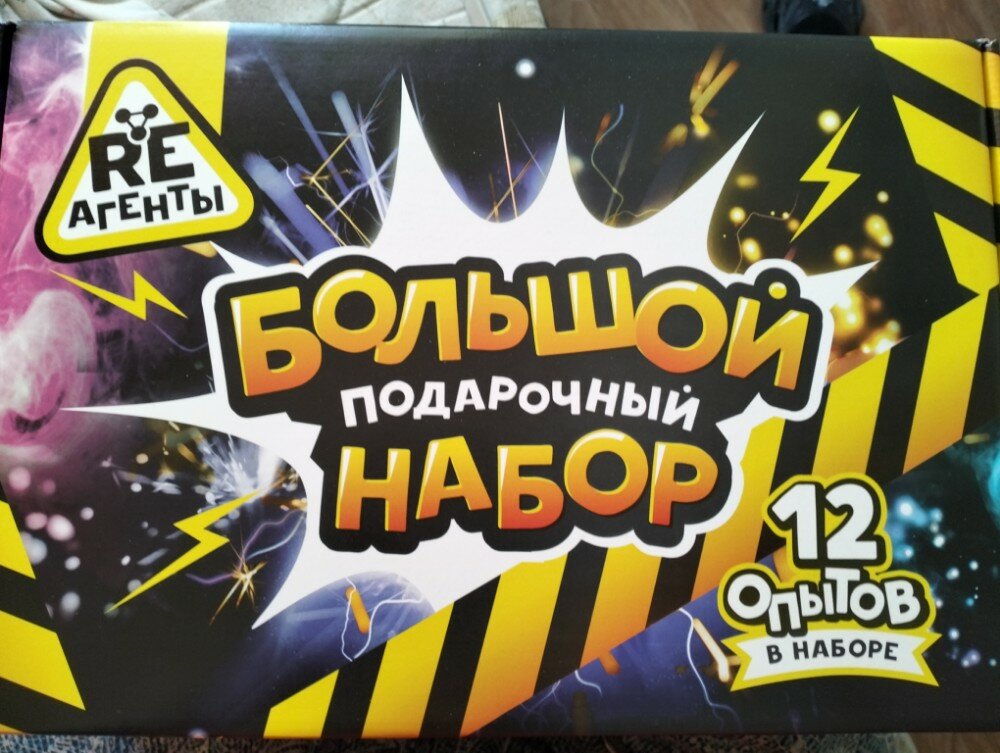 RE
АГЕНТЫ
БОЛЬШОЙ
ПОДАРОЧНЫЙ
НАБОР
12
ОПЫТОВ
В НАБОРЕ